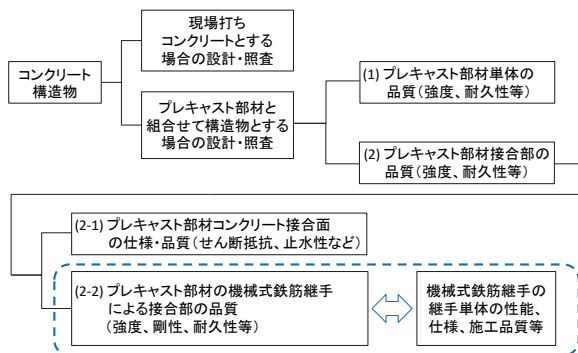 現場打ち
コンクリートとする
場合の設計・照査
コンクリート
構造物
プレキャスト部材と
組合せて構造物とする
場合の設計・照査
(1) プレキャスト部材単体の
品質（強度、耐久性等）
(2) プレキャスト部材接合部の
品質（強度、耐久性等）
(2-1) プレキャスト部材コンクリート接合面
の仕様・品質（せん断抵抗、止水性など）
(2-2) プレキャスト部材の機械式鉄筋継手
による接合部の品質
（強度、剛性、耐久性等）
機械式鉄筋継手の
継手単体の性能、
仕様、施工品質等